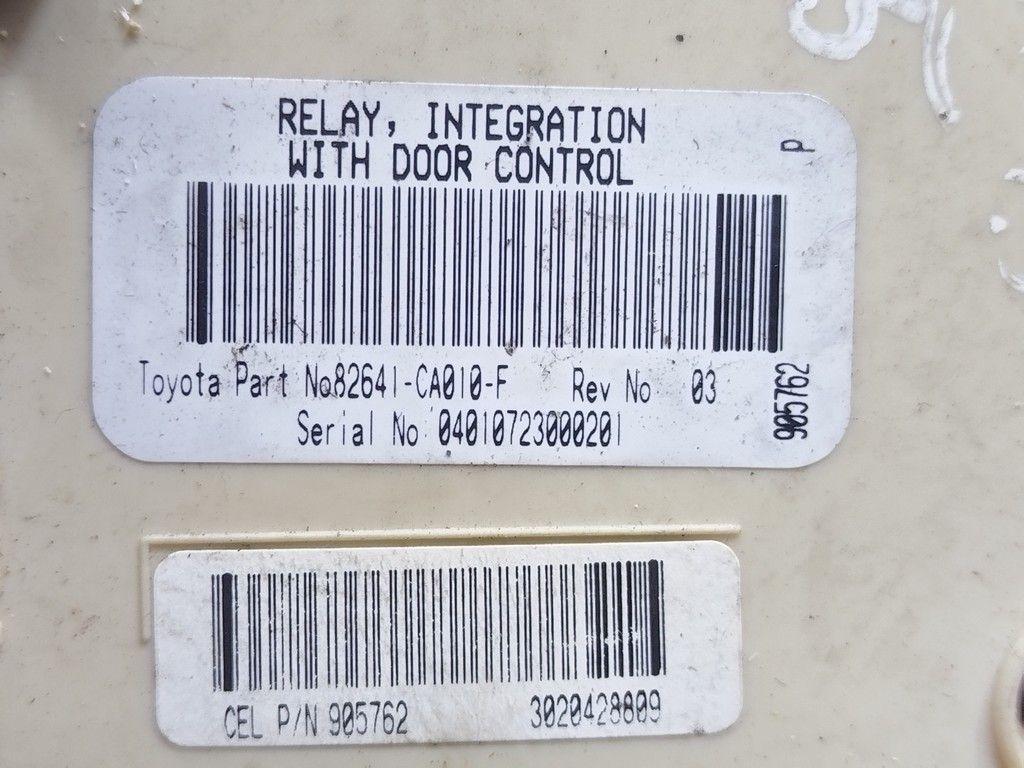 RELAY, INTEGRATION
WITH DOOR CONTROL
P
Toyota Part No82641-CA010-F Rev No 03
Serial No 04010723000201
905762
CEL P/N 905762 3020428809